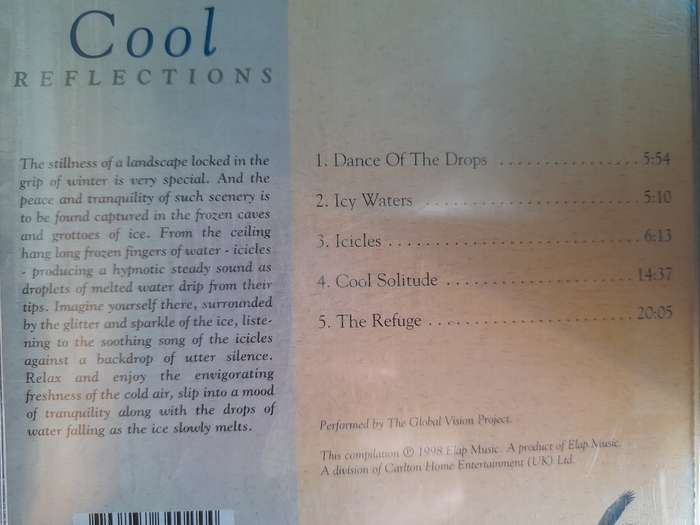 Cool
REFLECTIONS
The stillness of a landscape locked in the
grip of winter is very special. And the
peace and tranquility of such scenery is
to be found captured in the frozen caves
and grottoes of ice. From the ceiling
hang long frozen fingers of water - icicles
- producing a hypnotic steady sound as
droplets of melted water drip from their
tips. Imagine yourself there, surrounded
by the glitter and sparkle of the ice, liste-
ning to the soothing song of the icicles
against a backdrop of utter silence.
Relax and enjoy the envigorating
freshness of the cold air, slip into a mood
of tranquility along with the drops of
water falling as the ice slowly melts.
1. Dance Of The Drops ................ 5:54
2. Icy Waters ........................ 5:10
3. Icicles ........................... 6:13
4. Cool Solitude ..................... 14:37
5. The Refuge ........................ 20:05
Performed by The Global Vision Project.
This compilation ℗ 1998 Elap Music. A product of Elap Music.
A division of Carlton Home Entertainment (UK) Ltd.